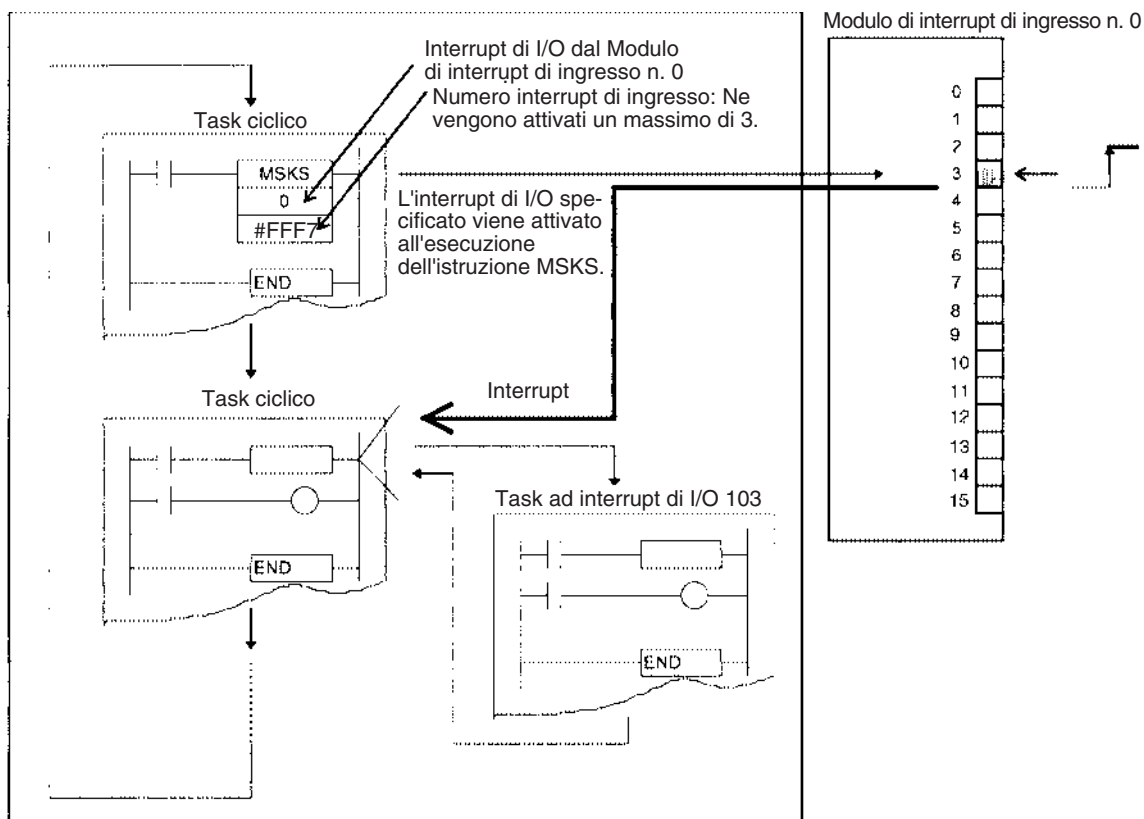 Modulo di interrupt di ingresso n. 0
Interrupt di I/O dal Modulo
di interrupt di ingresso n. 0
Numero interrupt di ingresso: Ne
vengono attivati un massimo di 3.
Task ciclico
MSKS
0
#FFF7
END
L'interrupt di I/O spe-
cificato viene attivato
all'esecuzione
dell'istruzione MSKS.
0
1
2
3
4
5
6
7
8
9
10
11
12
13
14
15
Task ciclico
Interrupt
END
Task ad interrupt di I/O 103
END